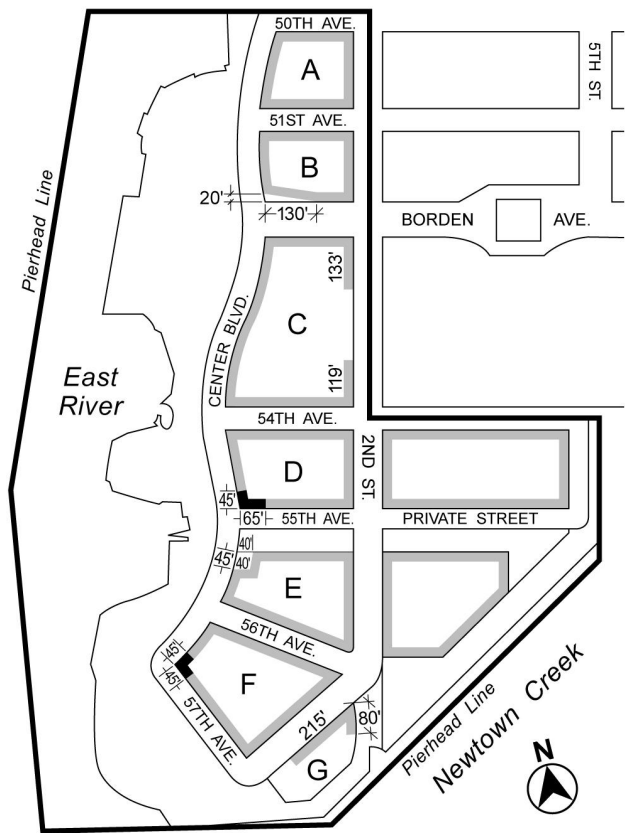 50TH AVE.
A
5TH ST.
51ST AVE.
B
20'
130'
BORDEN AVE.
Pierhead Line
133'
C
CENTER BLVD.
119'
East
River
54TH AVE.
D
2ND ST.
45'
65'
55TH AVE.
PRIVATE STREET
40'
45'
40'
E
56TH AVE.
45'
45'
F
57TH AVE.
215'
80'
G
Pierhead Line
Newtown Creek
N